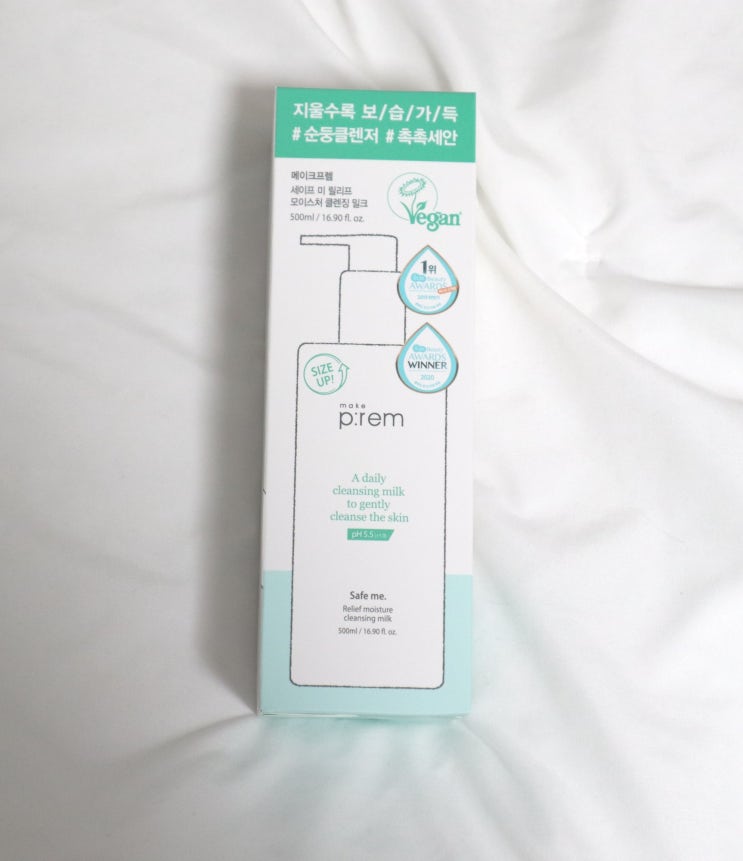 지울수록 보/습/가/득
#순둥클렌저 #촉촉세안
메이크프렘
세이프 미 릴리프
모이스처 클렌징 밀크
500ml / 16.90 fl. oz.
Vegan
1위
AWARDS
Beauty
AWARDS
WINNER
2020
SIZE
UP!
make
p:rem
A daily
cleansing milk
to gently
cleanse the skin
pH 5.5
Safe me.
Relief moisture
cleansing milk
500ml / 16.90 fl. oz.